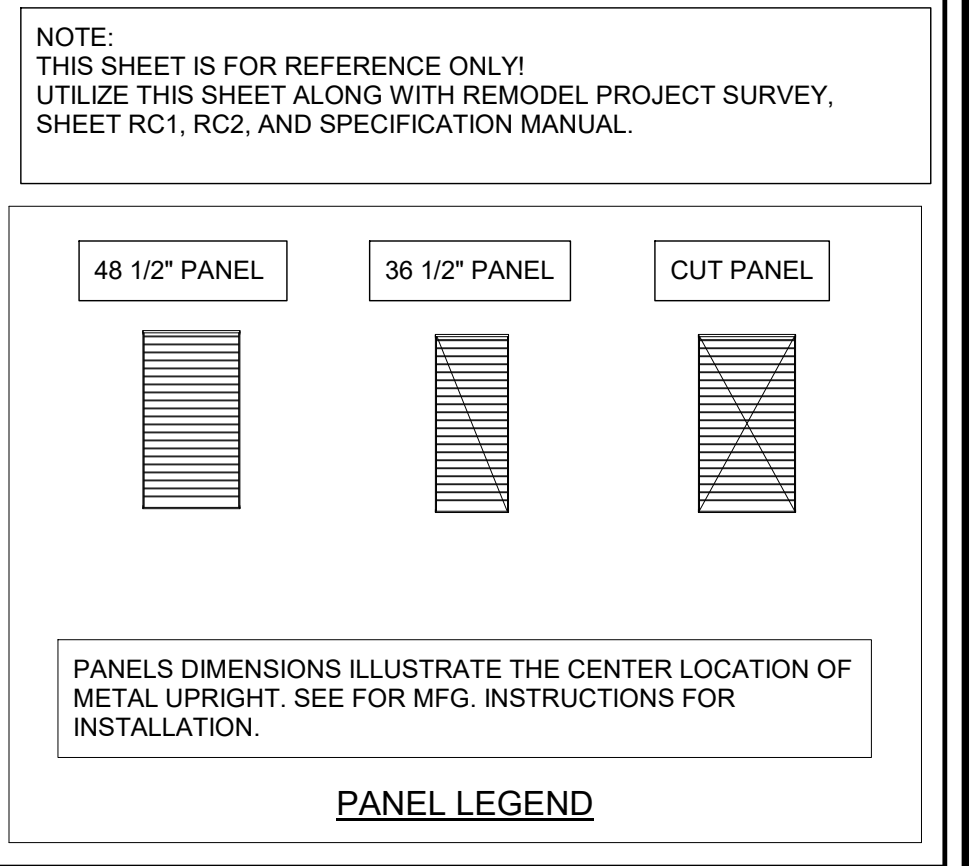 NOTE:
THIS SHEET IS FOR REFERENCE ONLY!
UTILIZE THIS SHEET ALONG WITH REMODEL PROJECT SURVEY,
SHEET RC1, RC2, AND SPECIFICATION MANUAL.
48 1/2" PANEL
36 1/2" PANEL
CUT PANEL
PANELS DIMENSIONS ILLUSTRATE THE CENTER LOCATION OF
METAL UPRIGHT. SEE FOR MFG. INSTRUCTIONS FOR
INSTALLATION.
PANEL LEGEND